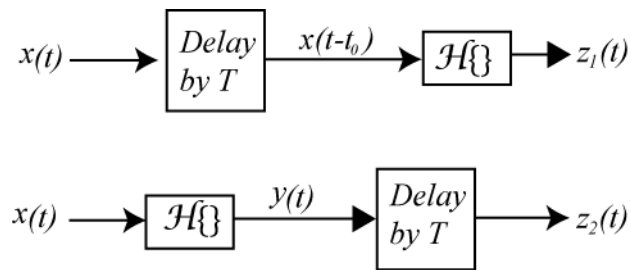 x(t) Delay by T x(t-t₀) ℋ{} z₁(t)
x(t) ℋ{} y(t) Delay by T z₂(t)